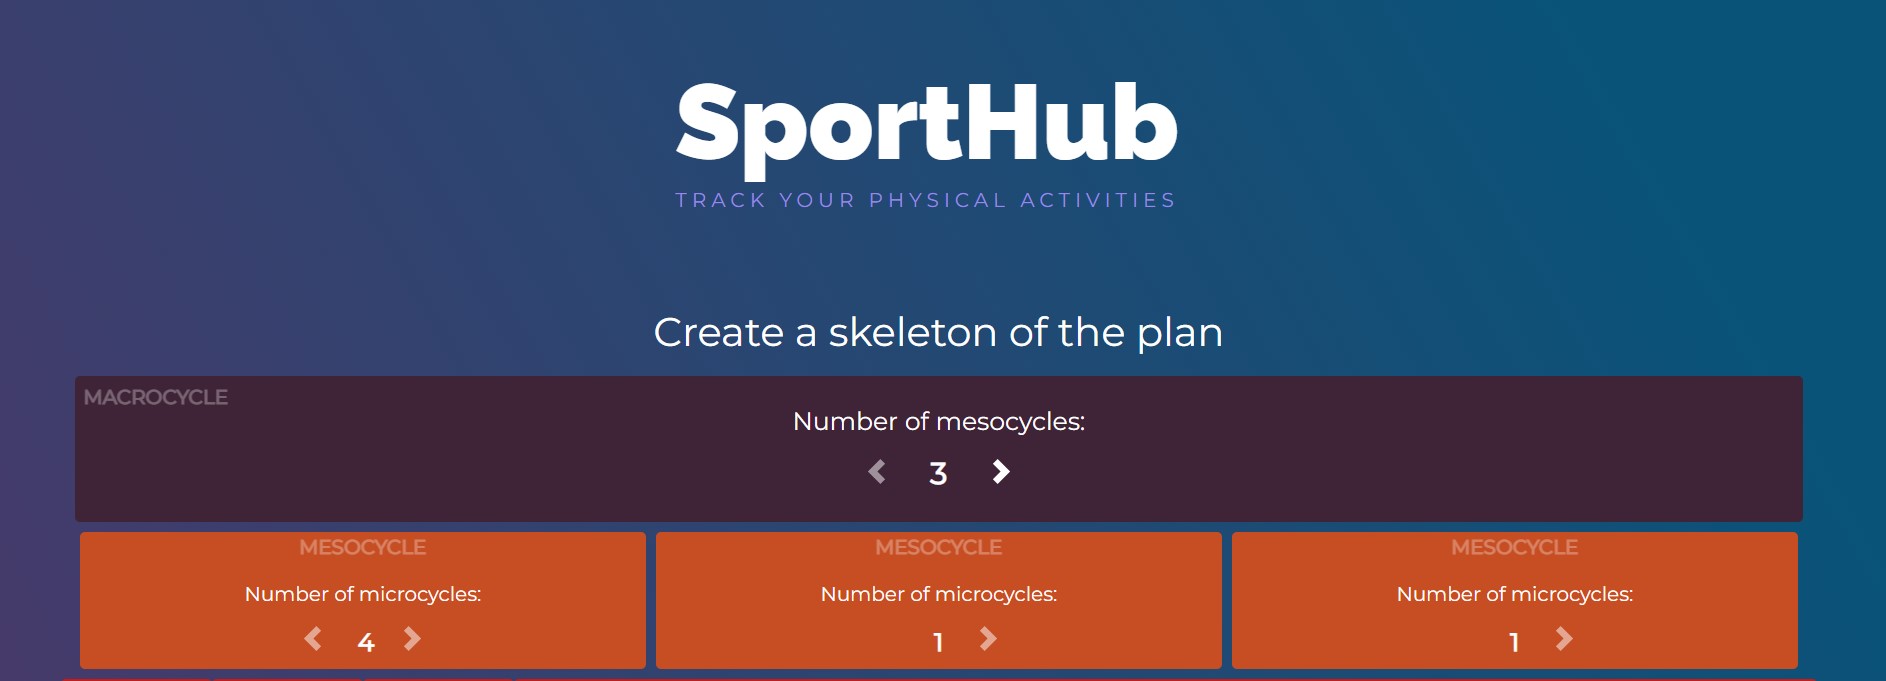 SportHub
TRACK YOUR PHYSICAL ACTIVITIES
Create a skeleton of the plan
MACROCYCLE
Number of mesocycles:
3
MESOCYCLE
Number of microcycles:
4
MESOCYCLE
Number of microcycles:
1
MESOCYCLE
Number of microcycles:
1